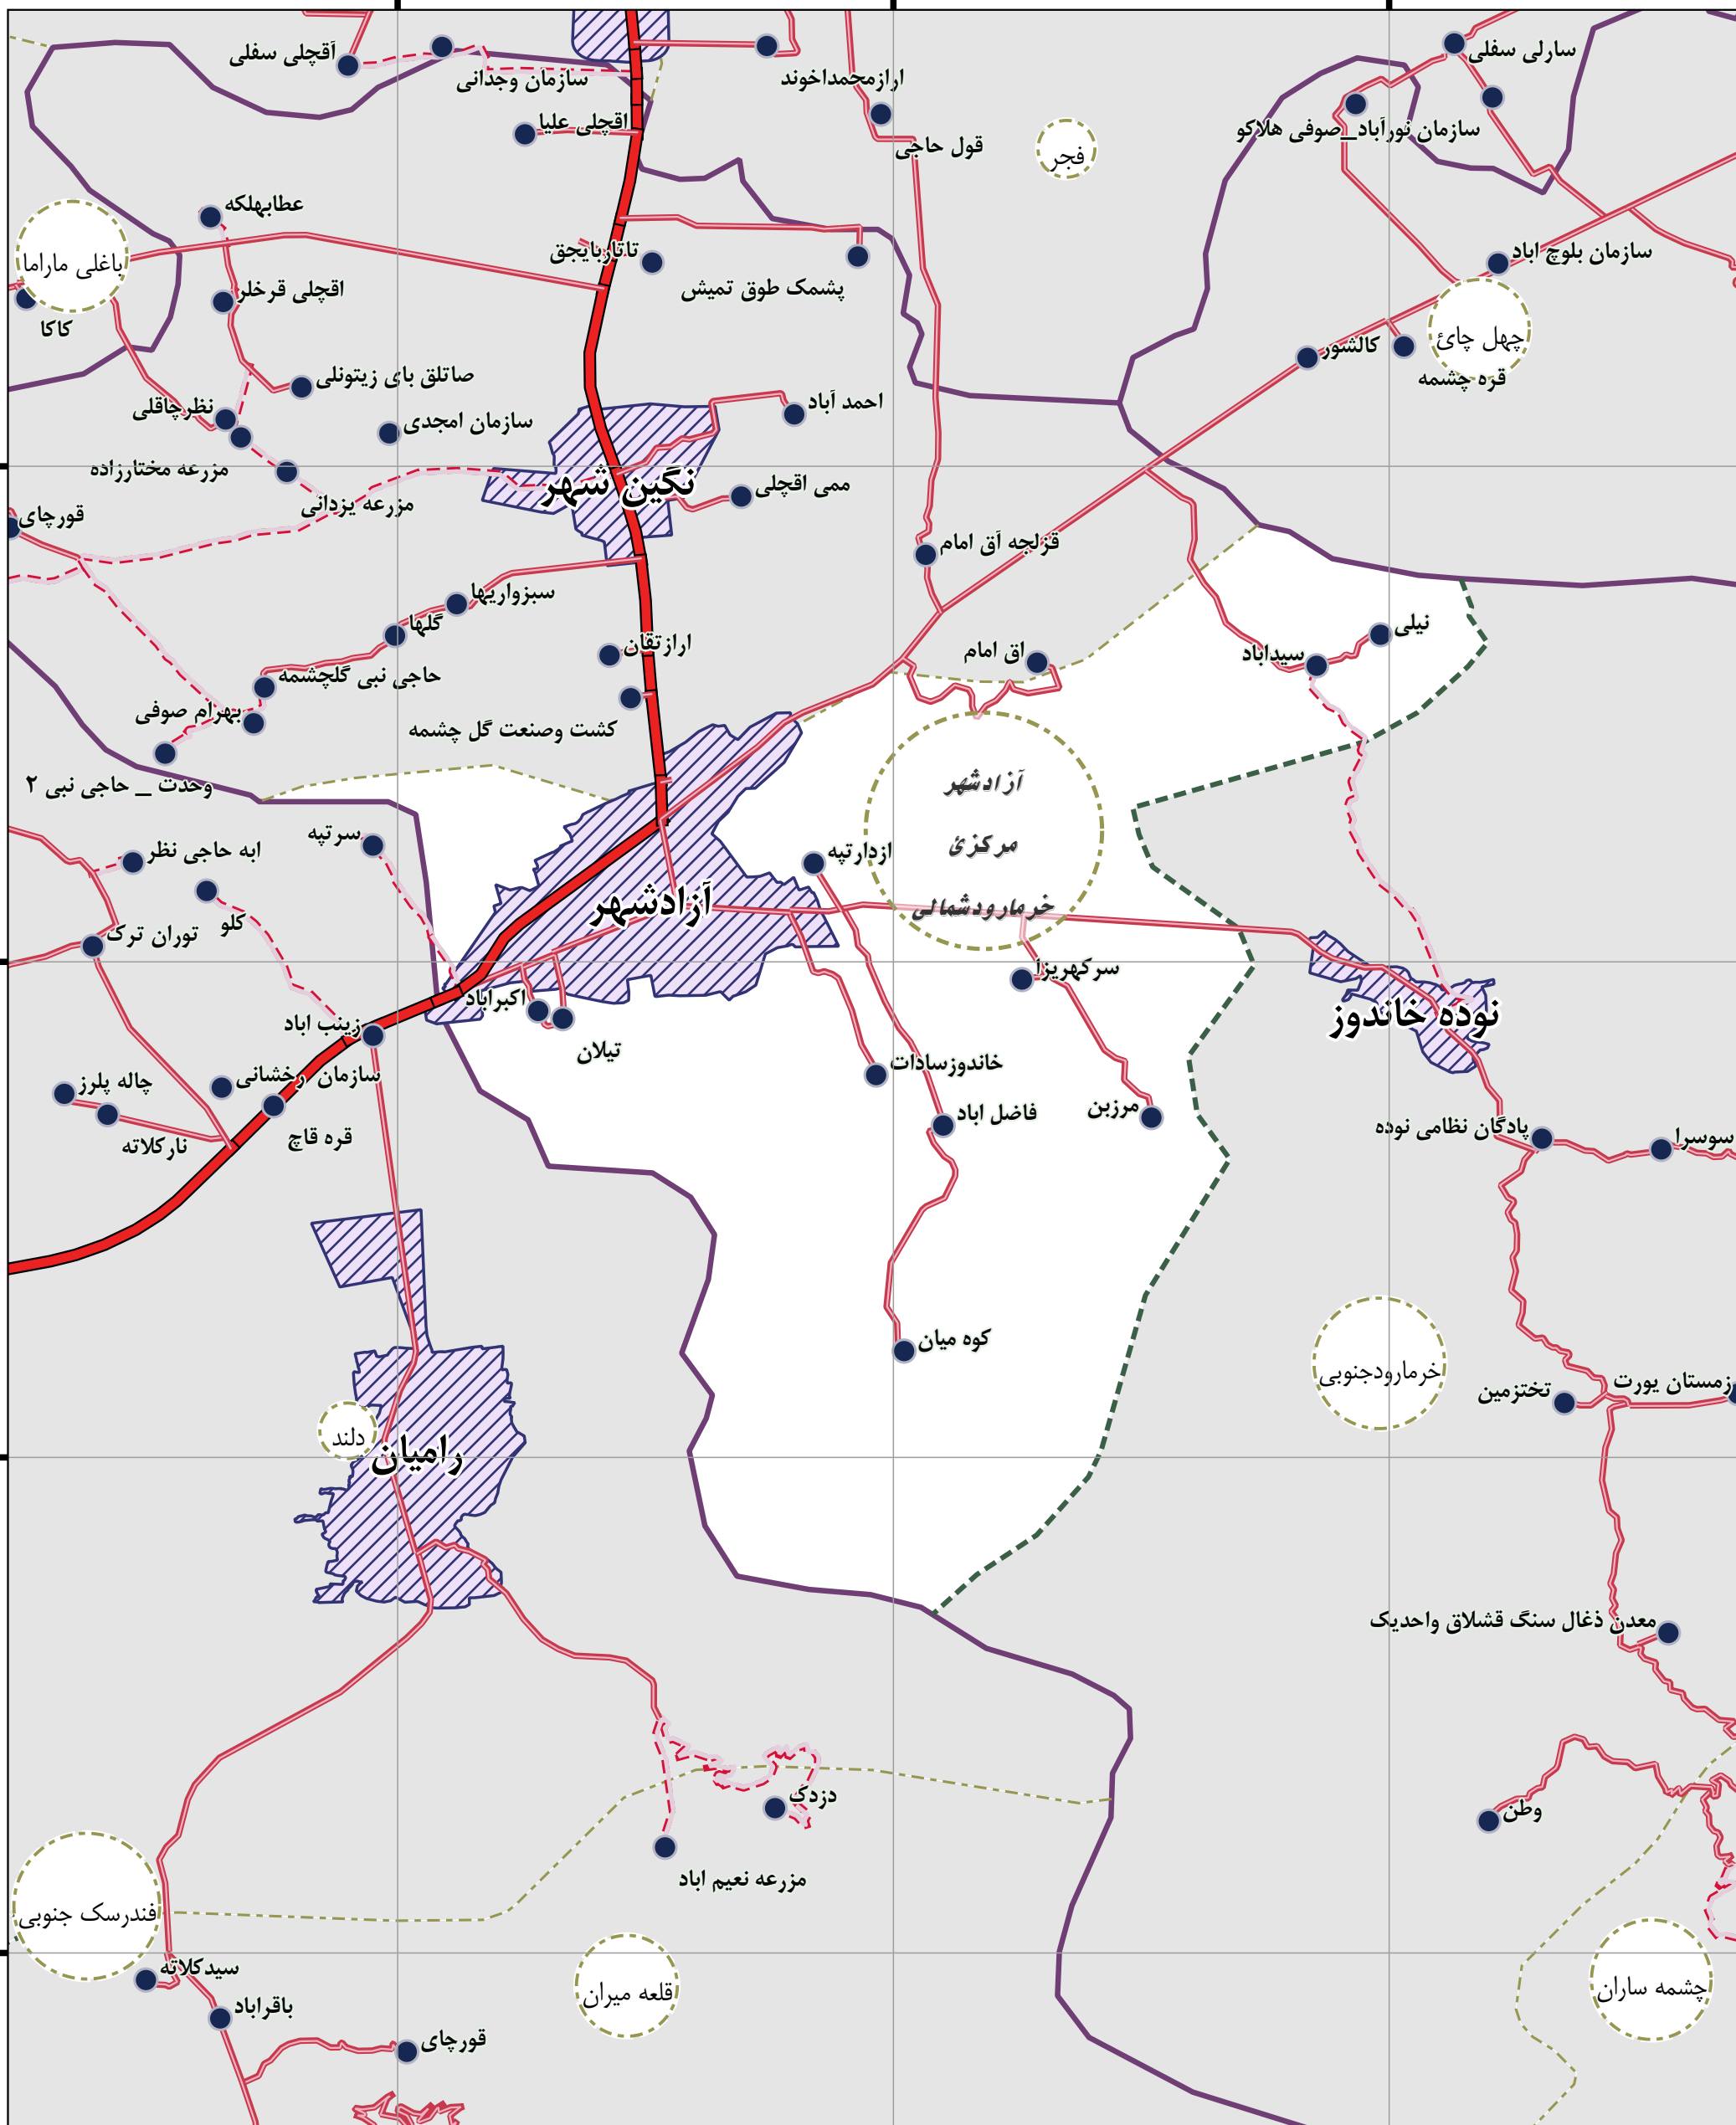 آقچلی سفلی
سازمان وجدانی
ارازمحمداخوند
سارلی سفلی
اقچلی علیا
قول حاجی
فجر
سازمان نورآباد_صوفی هلاکو
عطابهلکه
باغلی ماراما
تاتاربایجق
سازمان بلوچ اباد
اقچلی قرخلر
پشمک طوق تمیش
کاکا
چهل چائ
کالشور
قره چشمه
صاتلق بای زیتونلی
نظرچاقلی
سازمان امجدی
احمد آباد
مزرعه مختارزاده
نگین شهر
ممی اقچلی
مزرعه یزدانی
قورچای
قزلجه آق امام
سبزواریها
گلها
نیلی
ارازتقان
اق امام
سیداباد
حاجی نبی گلچشمه
بهرام صوفی
کشت وصنعت گل چشمه
وحدت _ حاجی نبی ۲
آزادشهر
مرکزئ
خرمارودشمالی
سرتپه
ابه حاجی نظر
ازدارتپه
آزادشهر
کلو
توران ترک
سرکهریزا
اکبراباد
نوده خاندوز
زینب اباد
تیلان
خاندوزسادات
سازمان رخشانی
چاله پلرز
مرزبن
فاضل اباد
پادگان نظامی نوده
سوسرا
نارکلاته
قره قاچ
کوه میان
خرمارودجنوبی
تختزمین
زمستان یورت
دلند
رامیان
معدن ذغال سنگ قشلاق واحدیک
دزدک
وطن
مزرعه نعیم اباد
فندرسک جنوبی
سیدکلاته
قلعه میران
چشمه ساران
باقراباد
قورچای